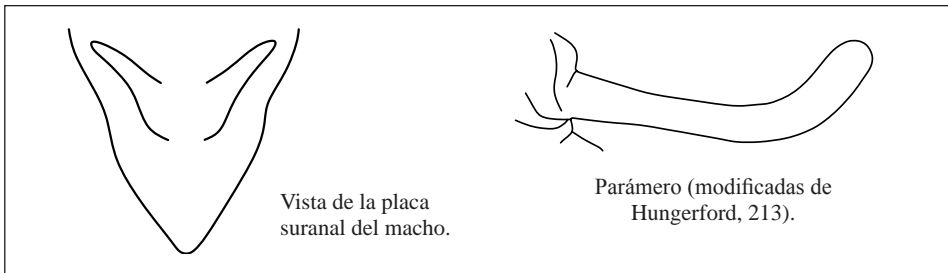 Vista de la placa
suranal del macho.
Parámero (modificadas de
Hungerford, 213).